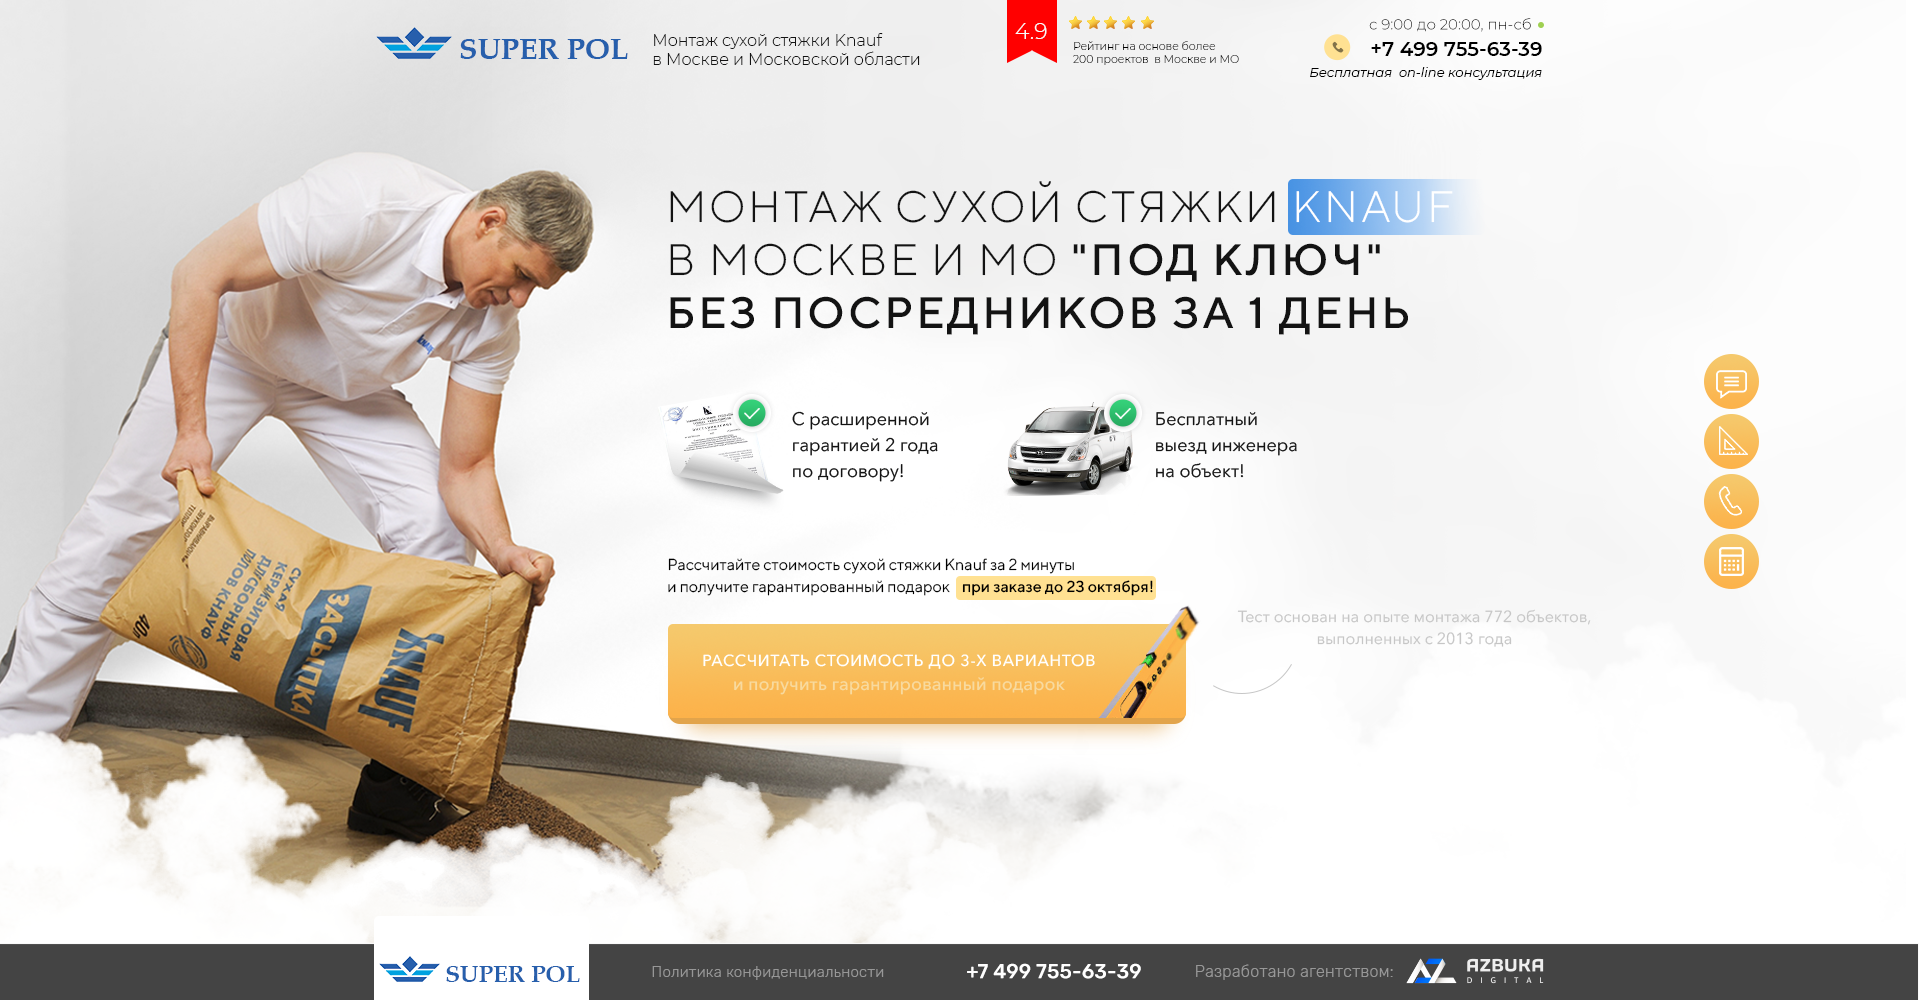 SUPER POL
Монтаж сухой стяжки Knauf
в Москве и Московской области
4.9
Рейтинг на основе более
200 проектов в Москве и МО
с 9:00 до 20:00, пн-сб
+7 499 755-63-39
Бесплатная on-line консультация
МОНТАЖ СУХОЙ СТЯЖКИ KNAUF
В МОСКВЕ И МО "ПОД КЛЮЧ"
БЕЗ ПОСРЕДНИКОВ ЗА 1 ДЕНЬ
KNAUF
С расширенной
гарантией 2 года
по договору!
Бесплатный
выезд инженера
на объект!
Рассчитайте стоимость сухой стяжки Knauf за 2 минуты
и получите гарантированный подарок при заказе до 23 октября!
РАССЧИТАТЬ СТОИМОСТЬ ДО 3-Х ВАРИАНТОВ
и получить гарантированный подарок
Тест основан на опыте монтажа 772 объектов,
выполненных с 2013 года
KNAUF
ЗАСЫПКА
СУХАЯ
КЕРАМЗИТОВАЯ
ДЛЯ СБОРНЫХ
ПОЛОВ КНАУФ
40л
SUPER POL
Политика конфиденциальности
+7 499 755-63-39
Разработано агентством:
AZBUKA
DIGITAL